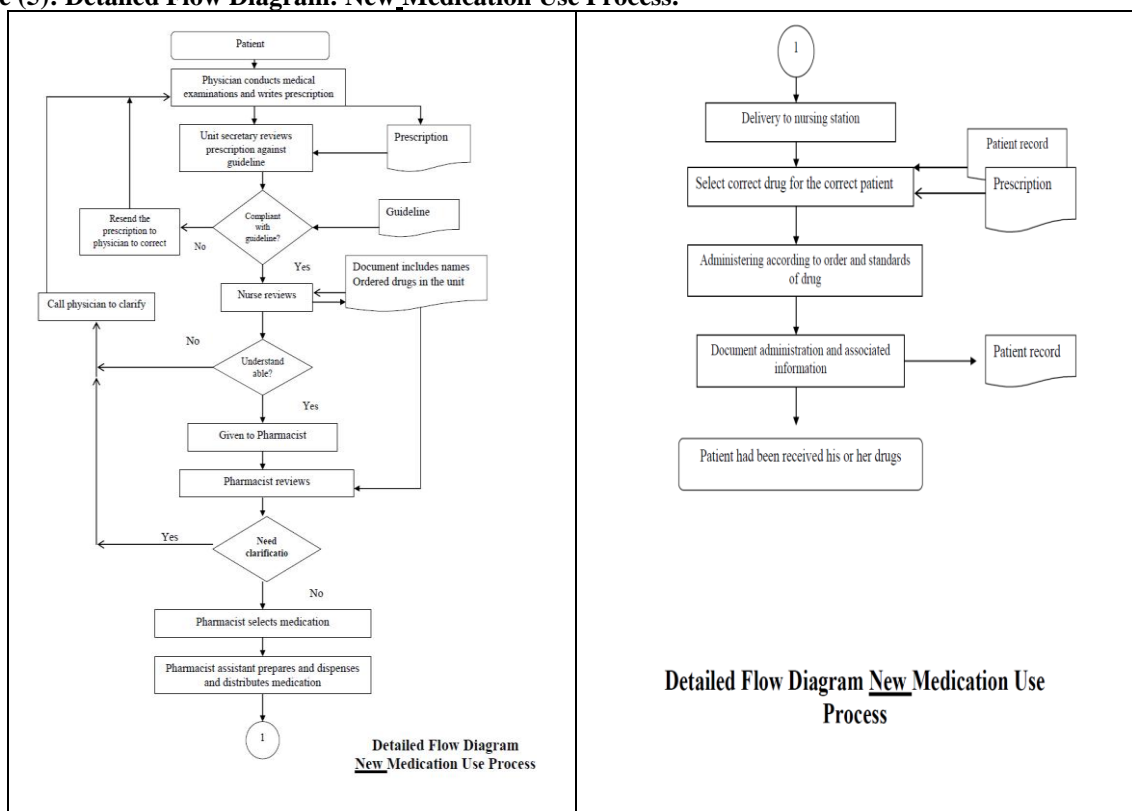 (3): Detailed Flow Diagram: New Medication Use Process:
Patient
Physician conducts medical
examinations and writes prescription
Unit secretary reviews
prescription against
guideline
Prescription
Compliant
with
guideline?
Guideline
Resend the
prescription to
physician to correct
No
Yes
Document includes names
Ordered drugs in the unit
Nurse reviews
Call physician to clarify
No
Understand
able?
Yes
Given to Pharmacist
Pharmacist reviews
Yes
Need
clarificatio
No
Pharmacist selects medication
Pharmacist assistant prepares and dispenses
and distributes medication
1
Detailed Flow Diagram
New Medication Use Process
1
Delivery to nursing station
Patient record
Select correct drug for the correct patient
Prescription
Administering according to order and standards
of drug
Document administration and associated
information
Patient record
Patient had been received his or her drugs
Detailed Flow Diagram New Medication Use
Process